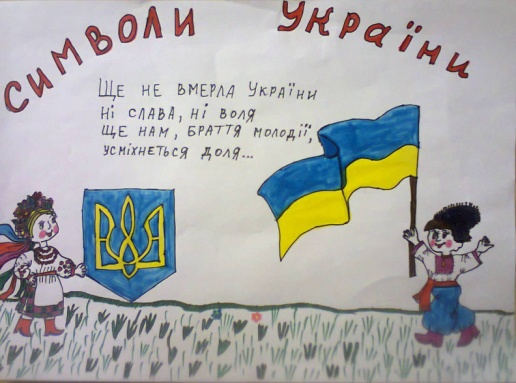 СИМВОЛИ УКРАЇНИ
ЩЕ НЕ ВМЕРЛА УКРАЇНИ
НІ СЛАВА, НІ ВОЛЯ
ЩЕ НАМ, БРАТТЯ МОЛОДІЇ,
УСМІХНЕТЬСЯ ДОЛЯ...